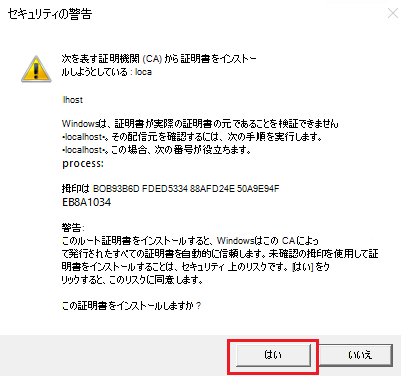 セキュリティの警告
次を表す証明機関 (CA) から証明書をインストー
ルしようとしている : loca
lhost
Windowsは、証明書が実際の証明書の元であることを検証できません
•localhost•。その配信元を確認するには、次の手順を実行します。
•localhost•。この場合、次の番号が役立ちます。
process:
拇印は BOB93B6D FDED5334 88AFD24E 50A9E94F
EB8A1034
警告:
このルート証明書をインストールすると、Windowsはこの CAによっ
て発行されたすべての証明書を自動的に信頼します。未確認の拇印を使用して証
明書をインストールすることは、セキュリティ 上のリスクです。 [はい] をク
リックすると、このリスクに同意します。
この証明書をインストールしますか ?
はい
いいえ